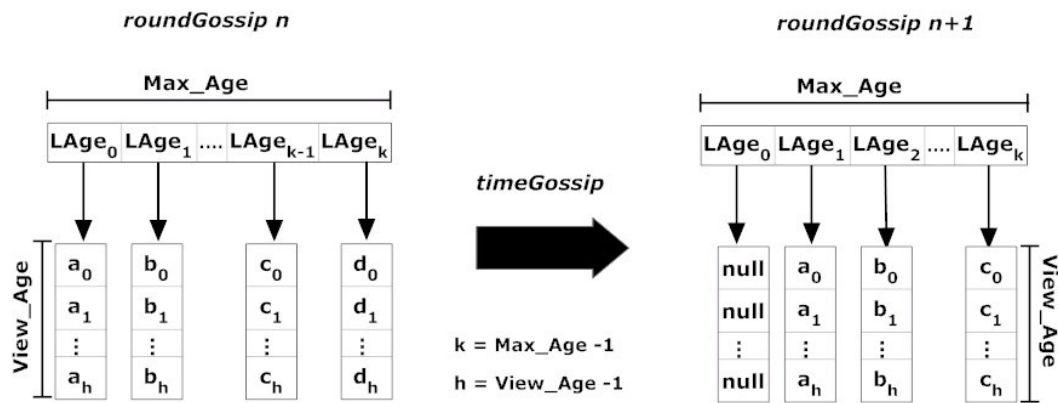 roundGossip n
roundGossip n+1
Max_Age
Max_Age
LAge0 LAge1 .... LAgek-1 LAgek
LAge0 LAge1 LAge2 .... LAgek
timeGossip
View_Age
a0 b0 c0 d0
a1 b1 c1 d1
⋮ ⋮ ⋮ ⋮
ah bh ch dh
null a0 b0 c0
null a1 b1 c1
⋮ ⋮ ⋮ ⋮
null ah bh ch
View_Age
k = Max_Age -1
h = View_Age -1